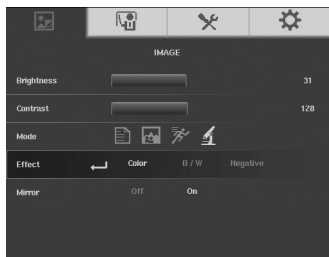 IMAGE
Brightness 31
Contrast 128
Mode
Effect Color B / W Negative
Mirror Off On